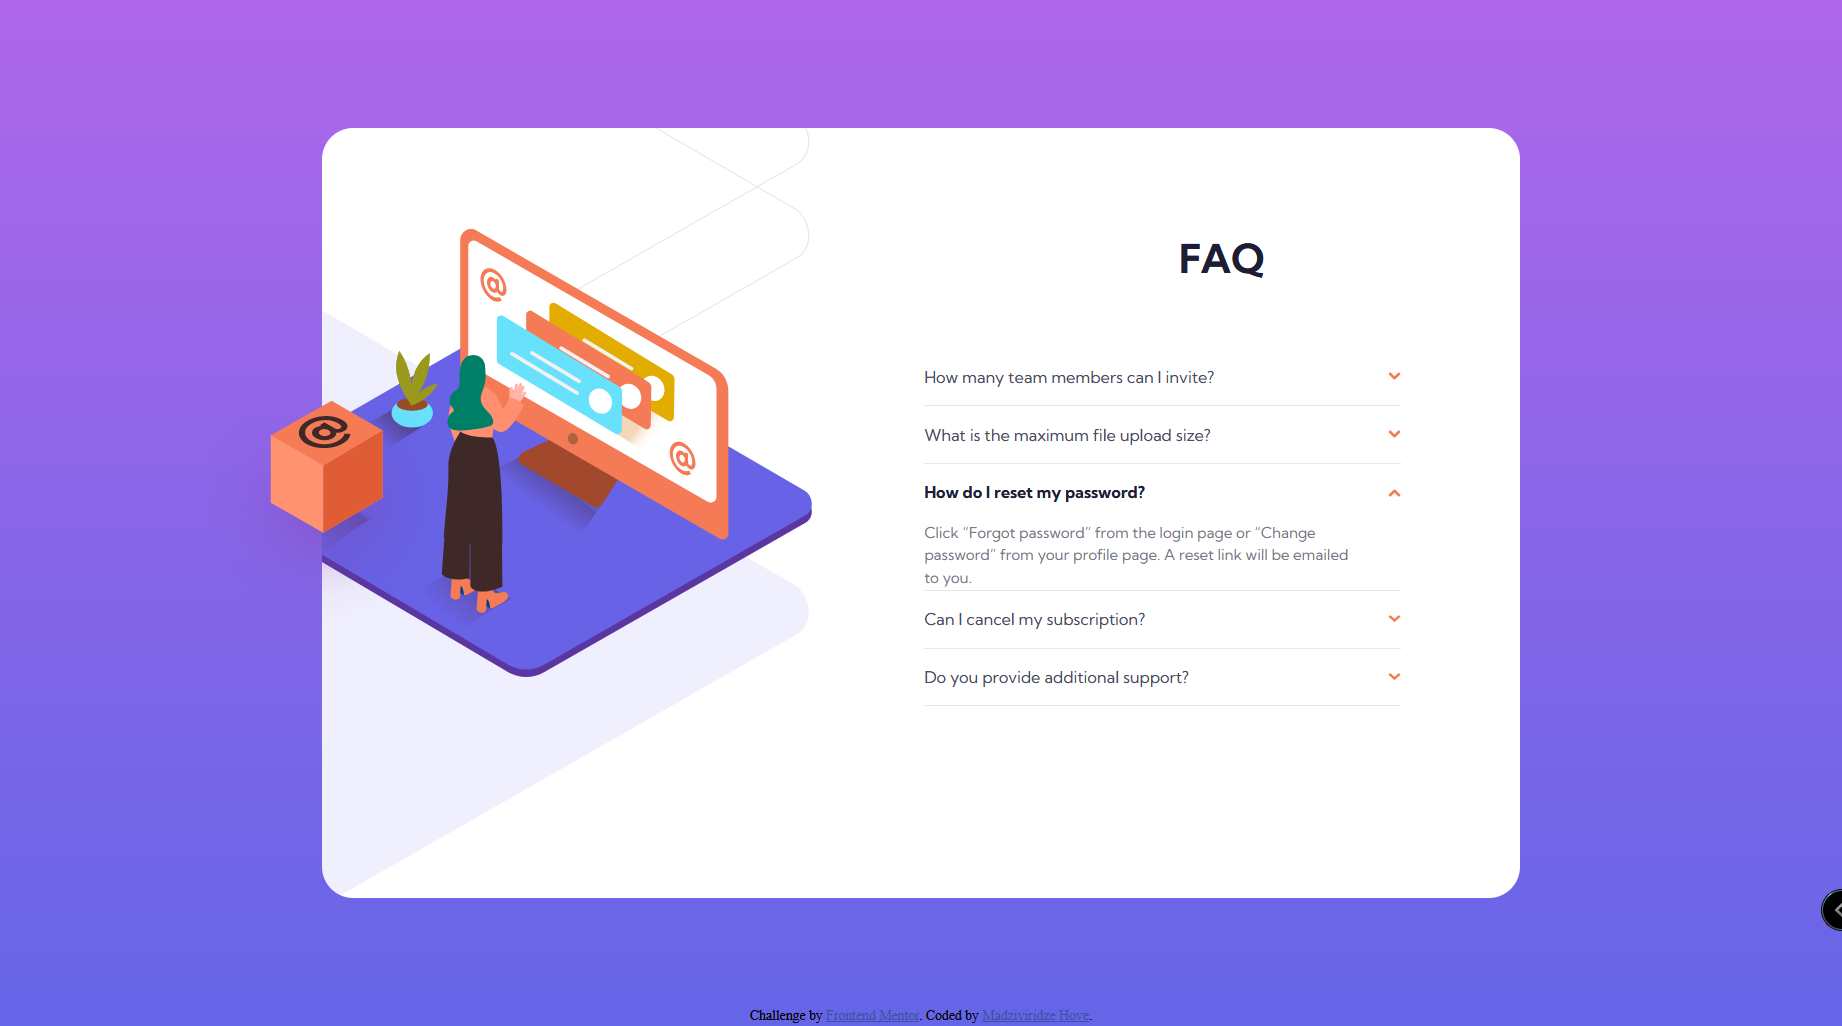 FAQ
How many team members can I invite?
What is the maximum file upload size?
How do I reset my password?
Click “Forgot password” from the login page or “Change
password” from your profile page. A reset link will be emailed
to you.
Can I cancel my subscription?
Do you provide additional support?
Challenge by Frontend Mentor. Coded by Madziviridze Hove.